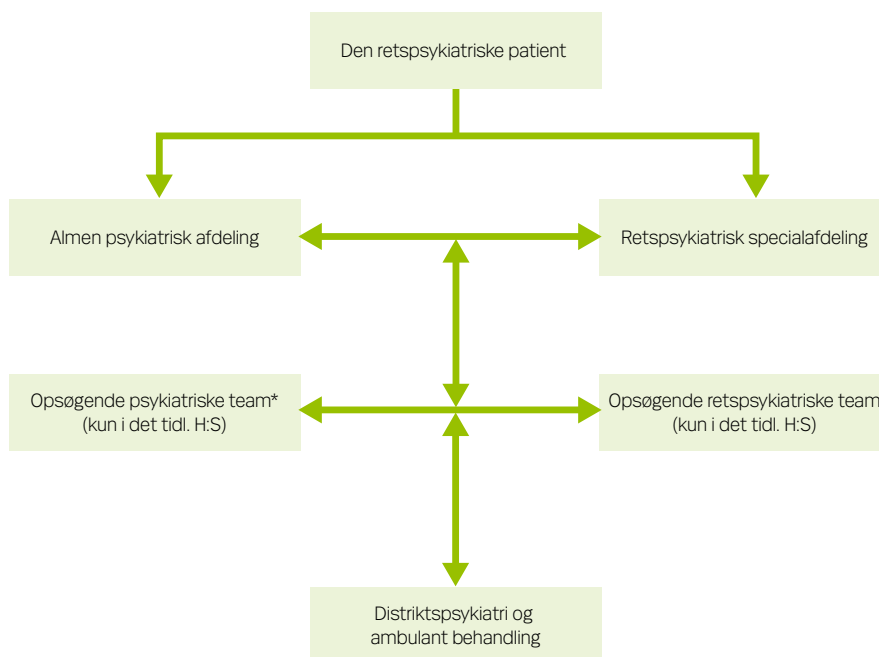 Den retspsykiatriske patient
Almen psykiatrisk afdeling
Retspsykiatrisk specialafdeling
Opsøgende psykiatriske team*
(kun i det tidl. H:S)
Opsøgende retspsykiatriske team
(kun i det tidl. H:S)
Distriktspsykiatri og
ambulant behandling